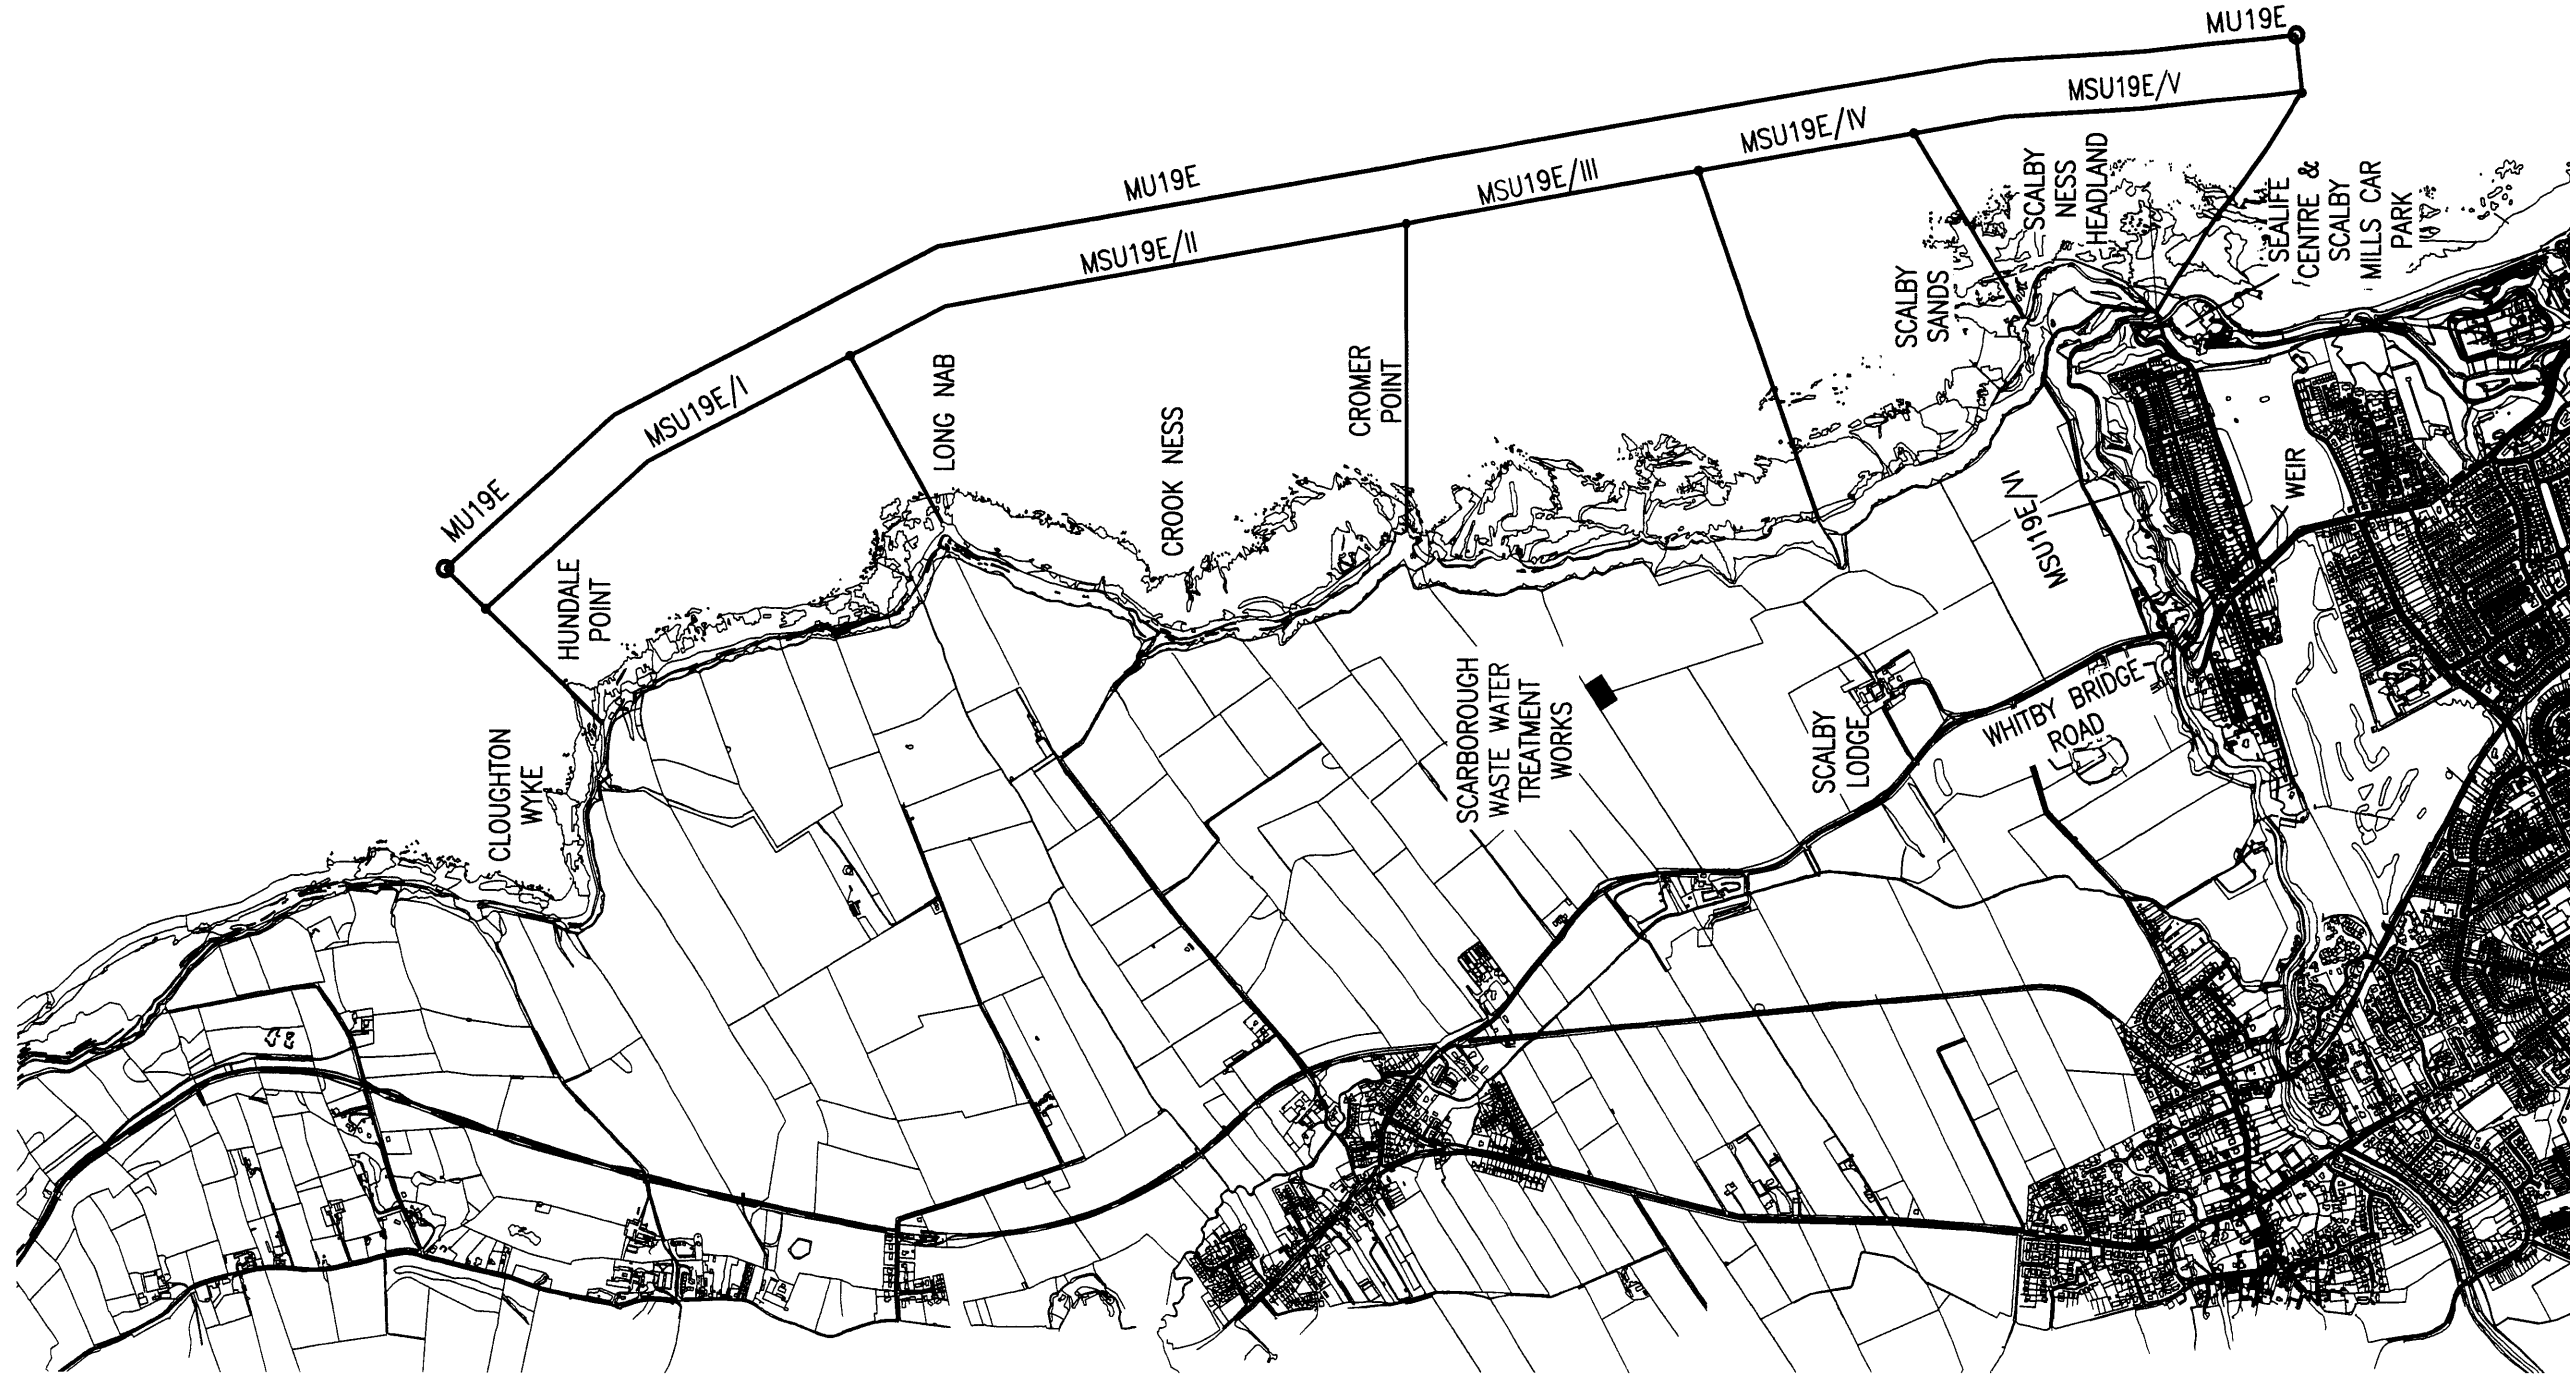 MU19E
MSU19E/V
MSU19E/IV
MU19E
MSU19E/III
MSU19E/II
MSU19E/I
MU19E
SCALBY
NESS
HEADLAND
SEALIFE
CENTRE &
SCALBY
MILLS CAR
PARK
SCALBY
SANDS
LONG NAB
CROMER
POINT
CROOK NESS
WEIR
MSU19E/VI
HUNDALE
POINT
CLOUGHTON
WYKE
SCARBOROUGH
WASTE WATER
TREATMENT
WORKS
SCALBY
LODGE
WHITBY BRIDGE
ROAD